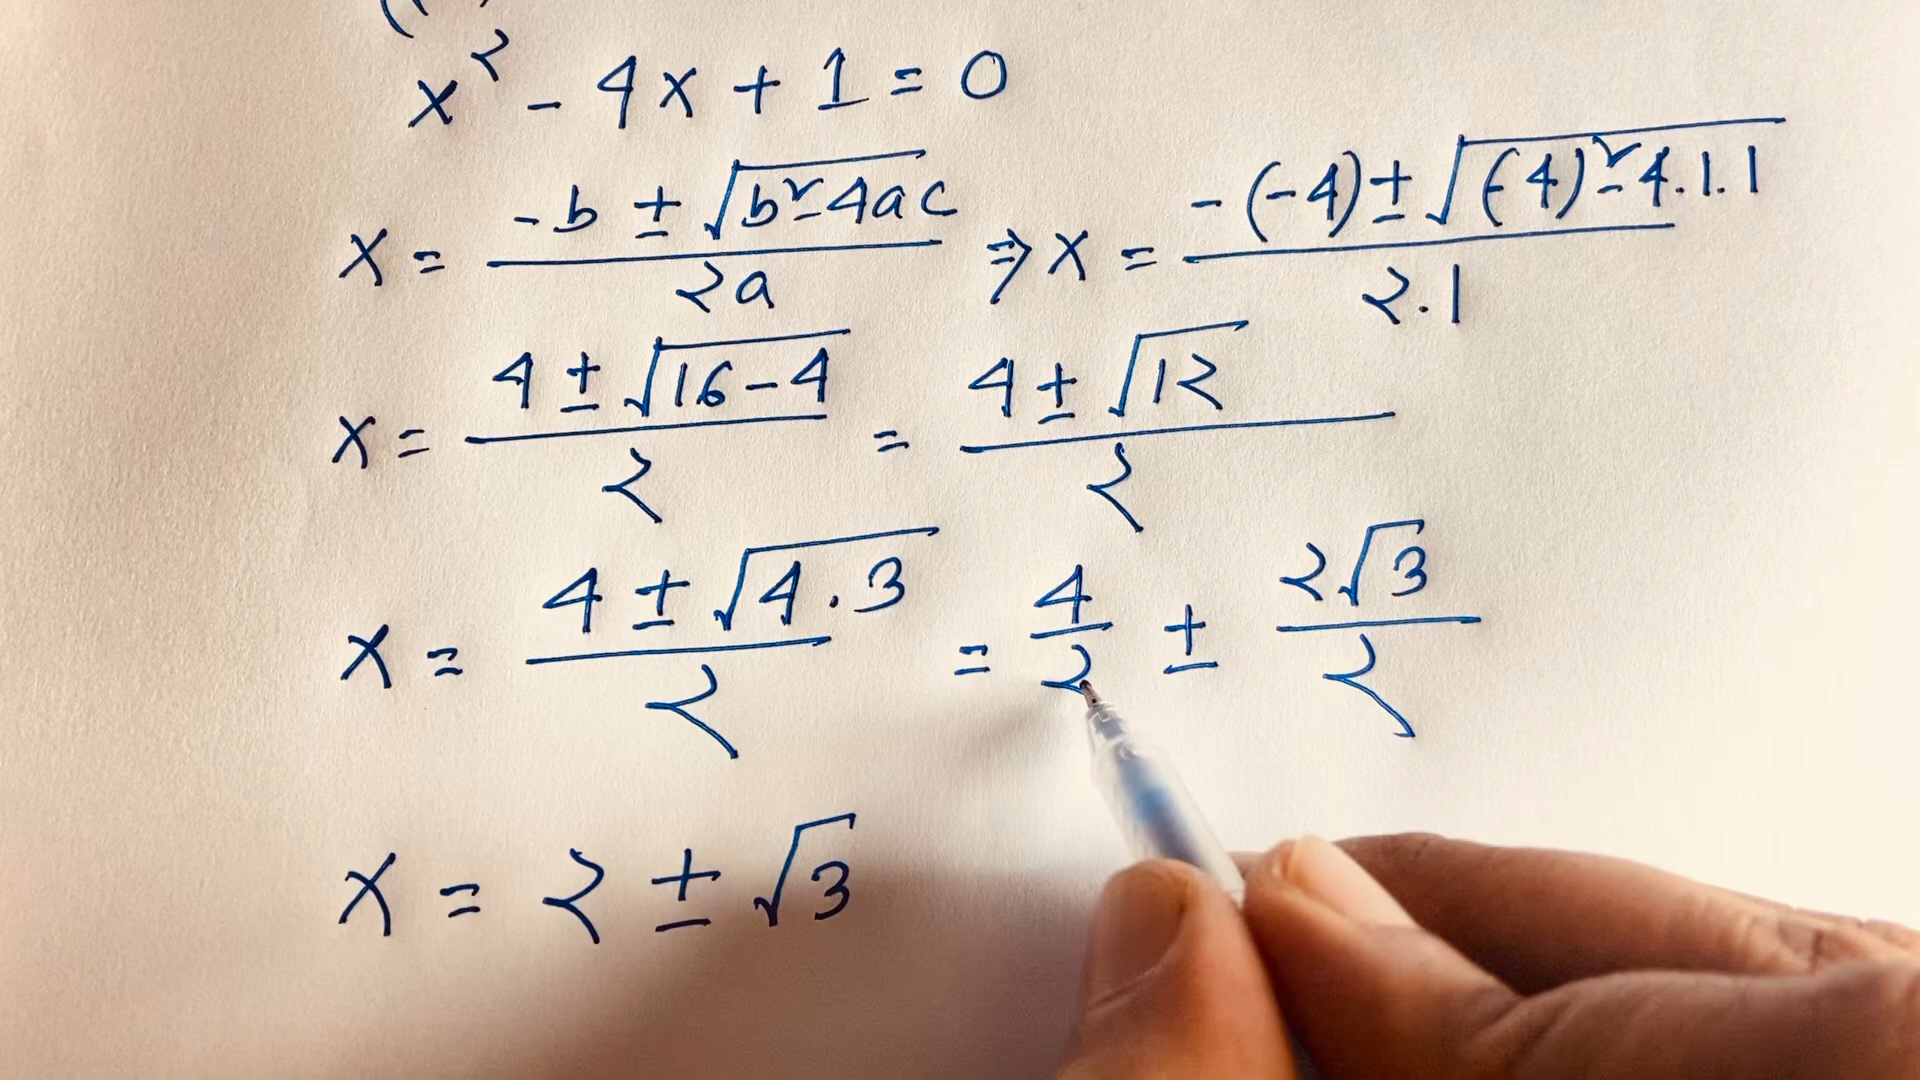 x² - 4x + 1 = 0
x = (-b ± √(b² - 4ac)) / 2a ⇒ x = (-(-4) ± √((-4)² - 4.1.1)) / 2.1
x = (4 ± √(16 - 4)) / 2 = (4 ± √12) / 2
x = (4 ± √(4.3)) / 2 = 4/2 ± 2√3/2
x = 2 ± √3